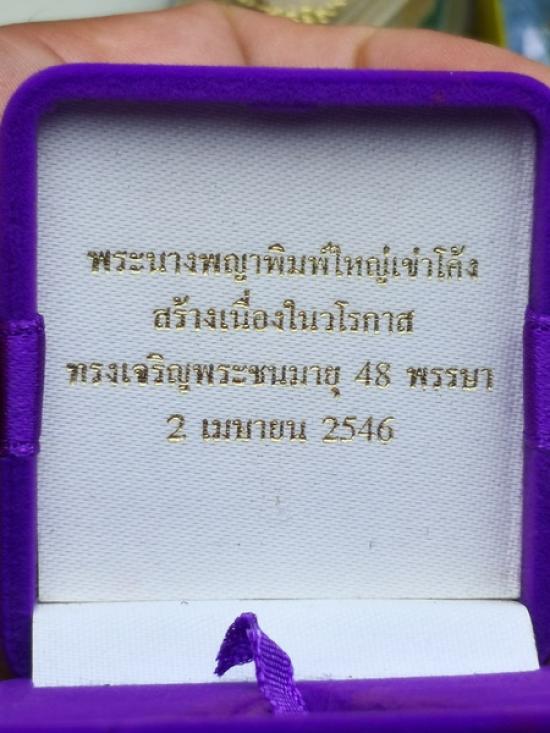 พระนางพญาพิมพ์ใหญ่เข่าโค้ง
สร้างเนื่องในวโรกาส
ทรงเจริญพระชนมายุ 48 พรรษา
2 เมษายน 2546